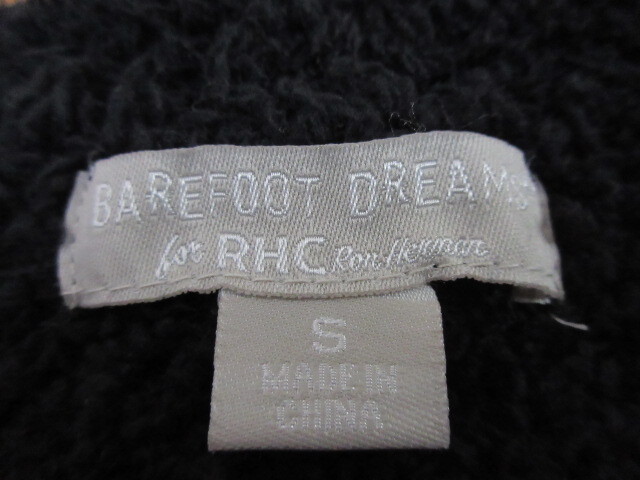 BAREFOOT DREAMS
for RHC Ron Herman
S
MADE IN
CHINA